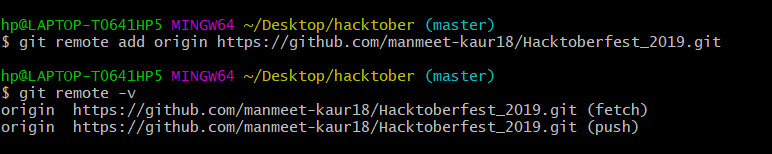 hp@LAPTOP-TO641HP5 MINGW64 ~/Desktop/hacktober (master)
$ git remote add origin https://github.com/manmeet-kaur18/Hacktoberfest_2019.git
hp@LAPTOP-TO641HP5 MINGW64 ~/Desktop/hacktober (master)
$ git remote -v
origin  https://github.com/manmeet-kaur18/Hacktoberfest_2019.git (fetch)
origin  https://github.com/manmeet-kaur18/Hacktoberfest_2019.git (push)